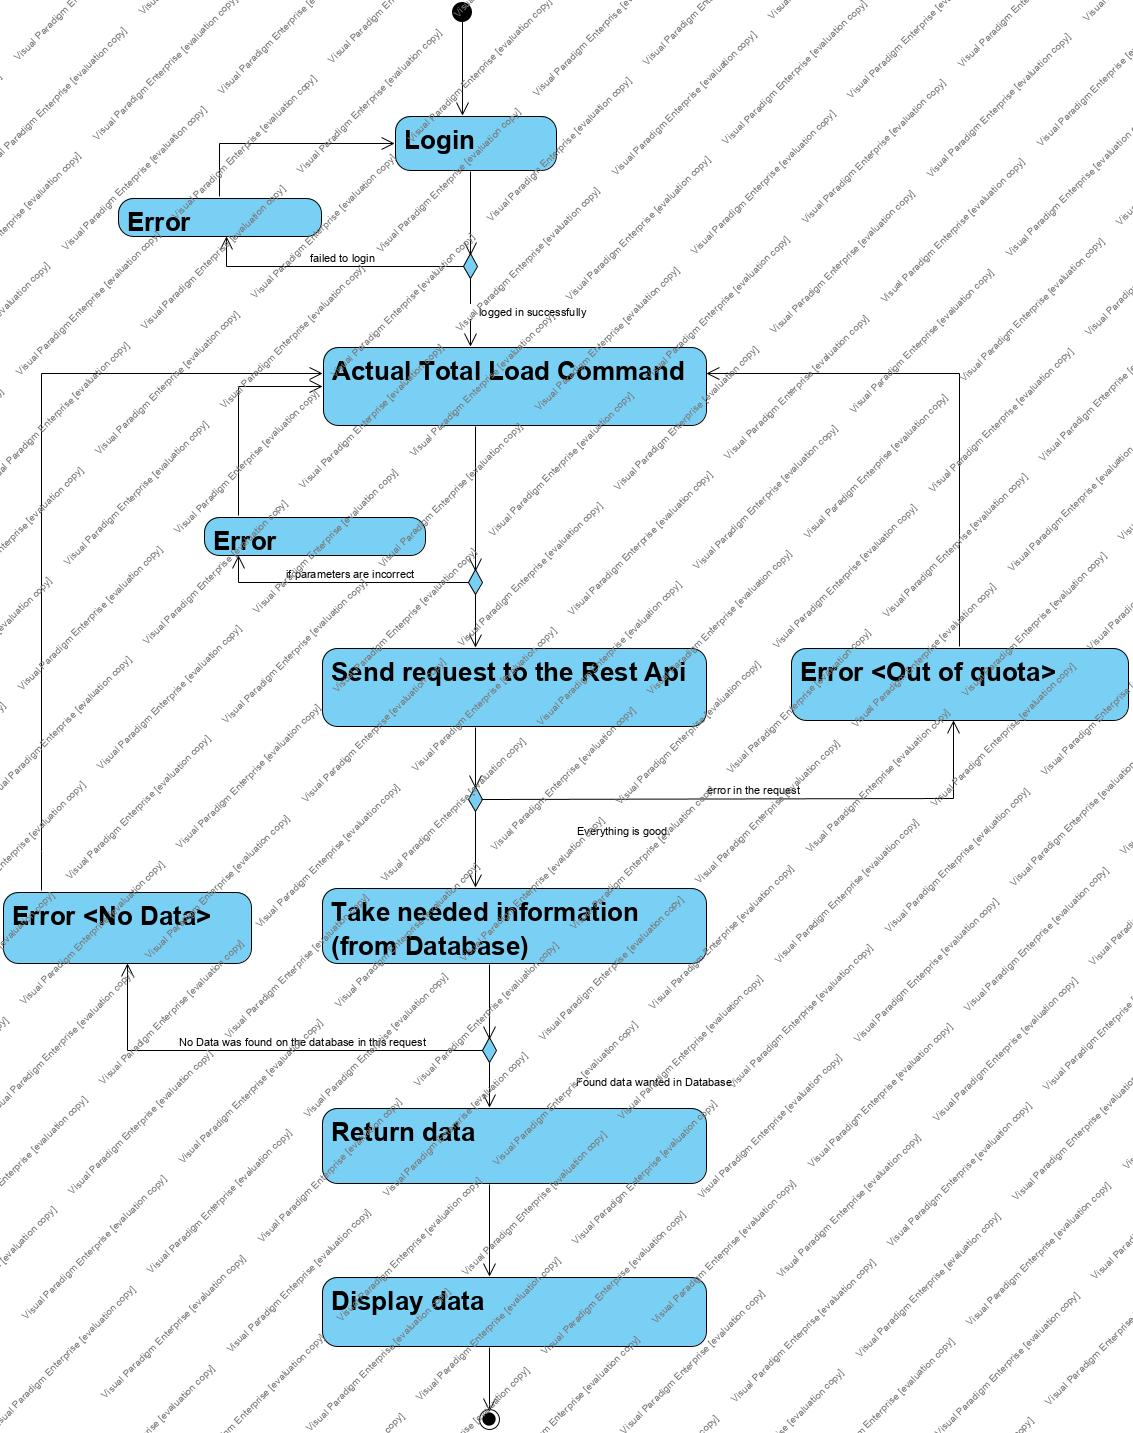 Login
Error
failed to login
logged in successfully
Actual Total Load Command
Error
if parameters are incorrect
Send request to the Rest Api
Error <Out of quota>
error in the request
Everything is good
Error <No Data>
Take needed information
(from Database)
No Data was found on the database in this request
Found data wanted in Database
Return data
Display data
Visual Paradigm Enterprise [evaluation copy]